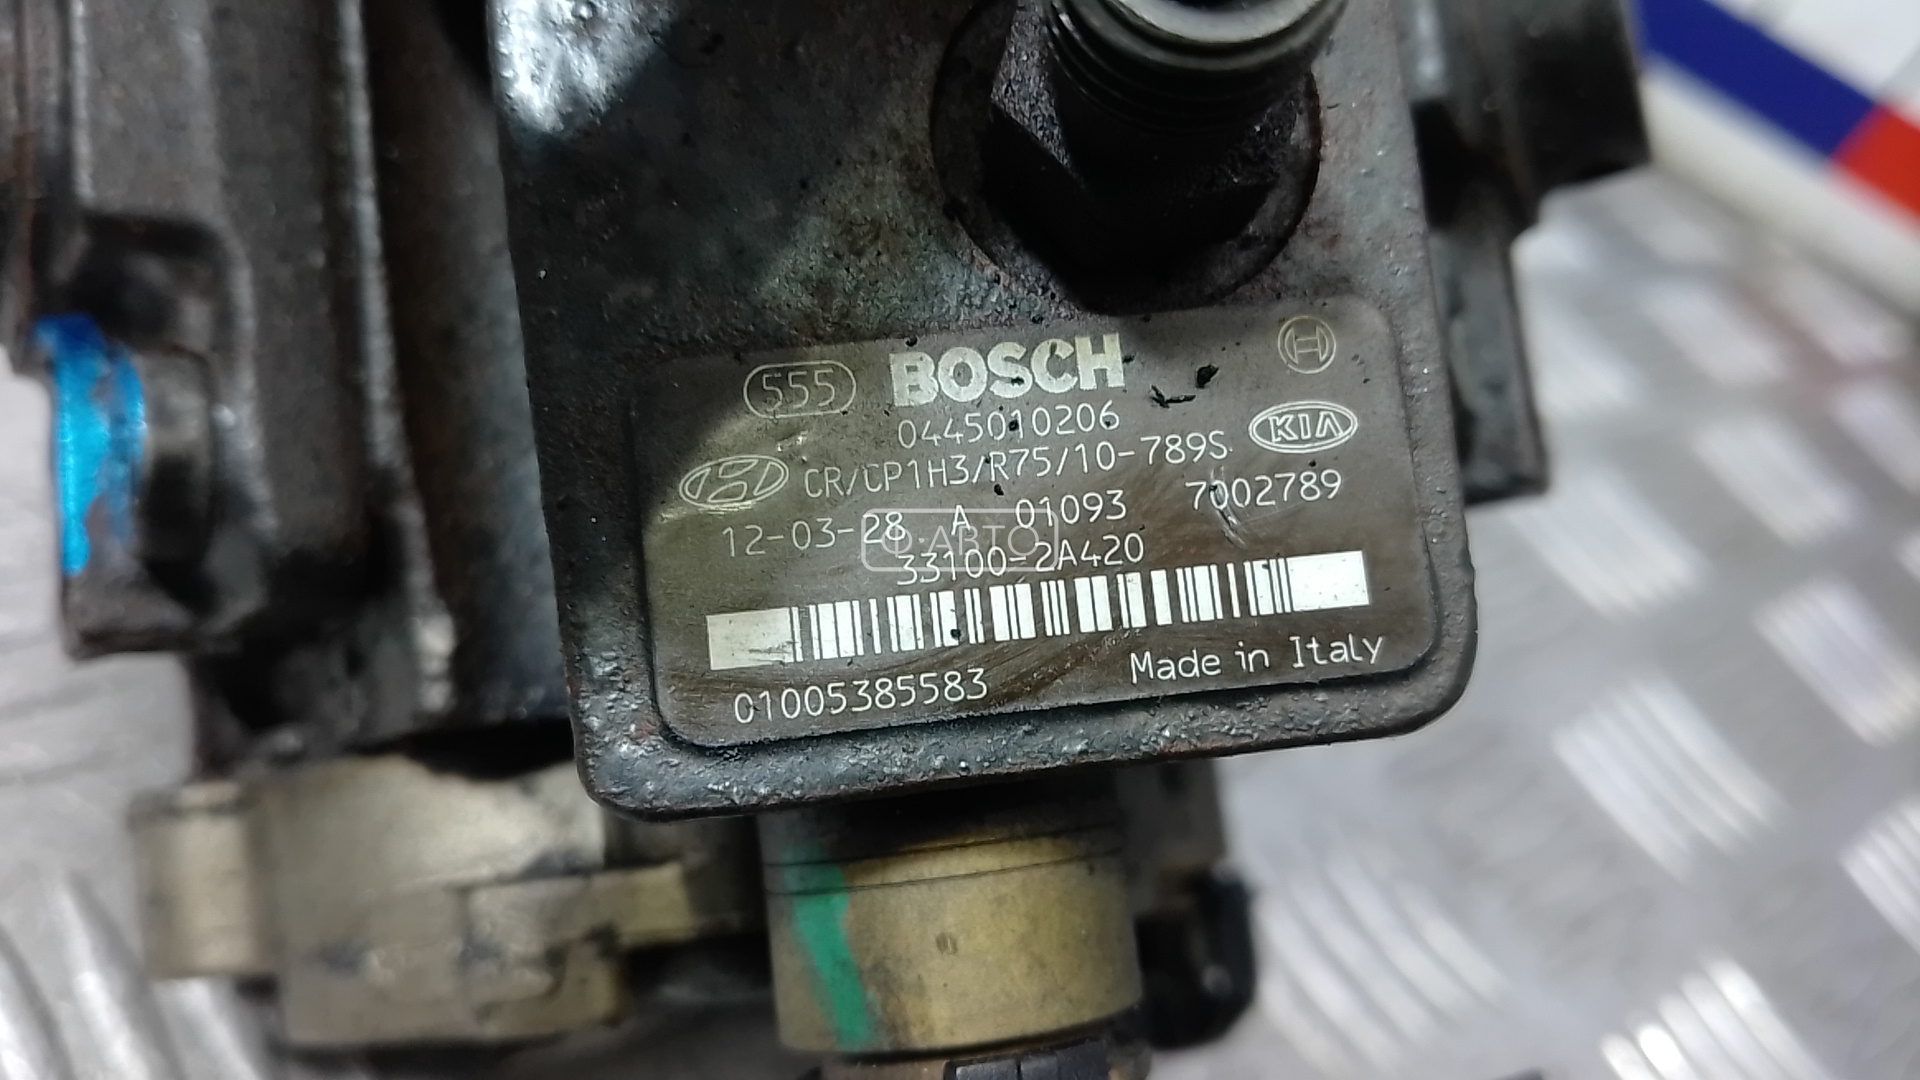 555 BOSCH
0445010206
CR/CP1H3/R75/10-789S KIA
12-03-28 A 01093 7002789
Ф·АВТО
33100-2A420
01005385583 Made in Italy